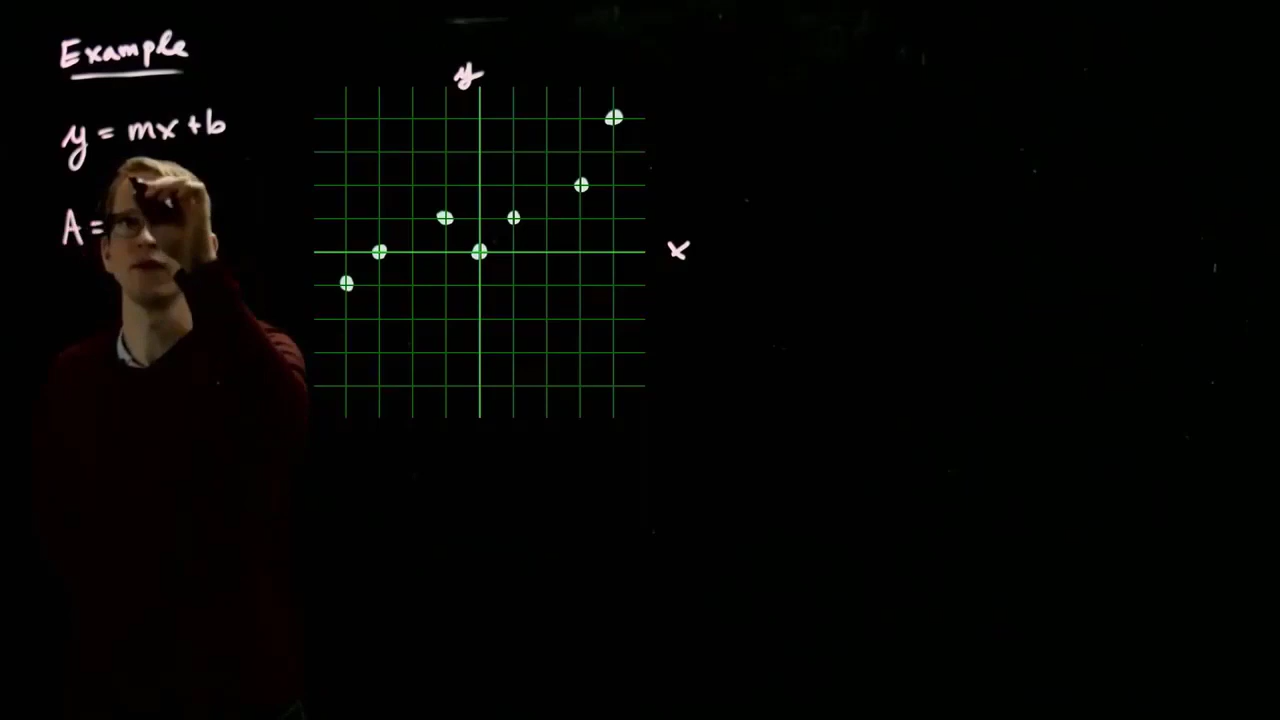 Example
y = mx + b
A =
y
x